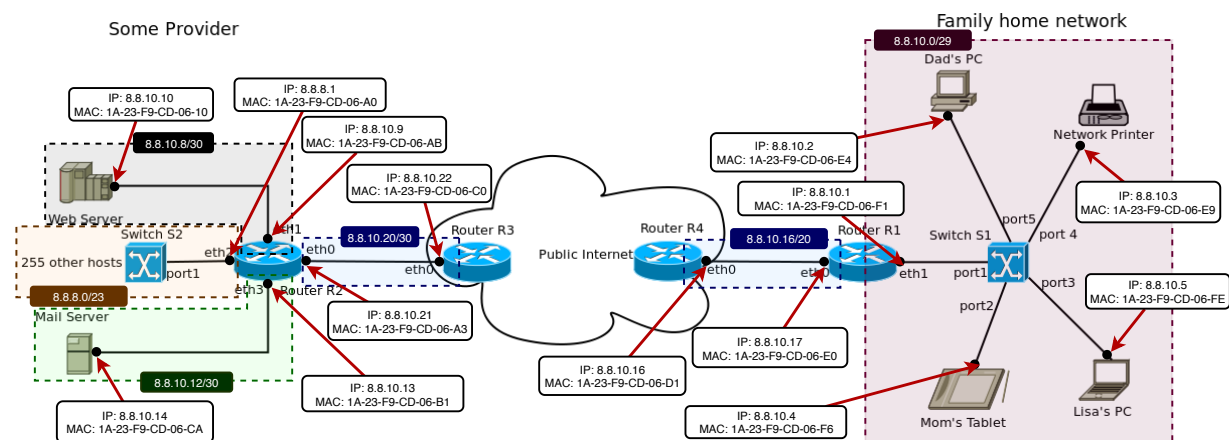 Some Provider
Family home network
8.8.10.0/29
Dad's PC
IP: 8.8.10.10
MAC: 1A-23-F9-CD-06-10
IP: 8.8.8.1
MAC: 1A-23-F9-CD-06-A0
IP: 8.8.10.9
MAC: 1A-23-F9-CD-06-AB
8.8.10.8/30
IP: 8.8.10.2
MAC: 1A-23-F9-CD-06-E4
Network Printer
IP: 8.8.10.22
MAC: 1A-23-F9-CD-06-C0
IP: 8.8.10.1
MAC: 1A-23-F9-CD-06-F1
IP: 8.8.10.3
MAC: 1A-23-F9-CD-06-E9
Web Server
Switch S2
eth1
eth2
255 other hosts
port1
8.8.10.20/30
eth0
Router R3
eth0
Public Internet
Router R4
8.8.10.16/20
eth0
Router R1
eth0
eth1
Switch S1
port5
port 4
port1
port3
port2
8.8.8.0/23
eth3
Router R2
Mail Server
IP: 8.8.10.21
MAC: 1A-23-F9-CD-06-A3
IP: 8.8.10.5
MAC: 1A-23-F9-CD-06-FE
IP: 8.8.10.17
MAC: 1A-23-F9-CD-06-E0
IP: 8.8.10.16
MAC: 1A-23-F9-CD-06-D1
8.8.10.12/30
IP: 8.8.10.13
MAC: 1A-23-F9-CD-06-B1
IP: 8.8.10.14
MAC: 1A-23-F9-CD-06-CA
IP: 8.8.10.4
MAC: 1A-23-F9-CD-06-F6
Mom's Tablet
Lisa's PC